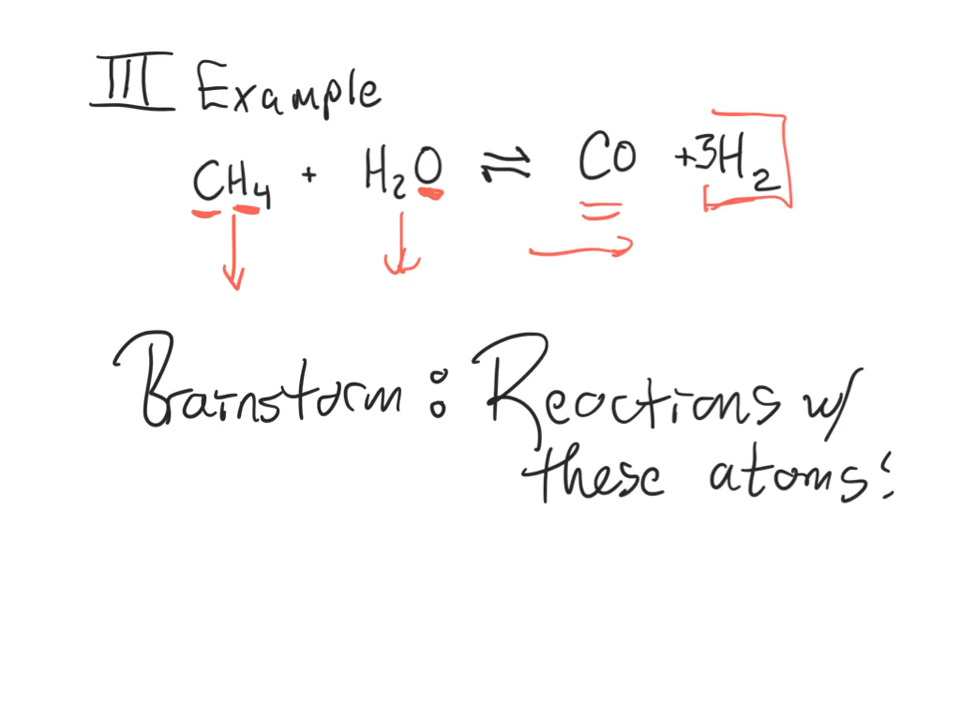 III Example
CH₄ + H₂O ⇌ CO + 3H₂
Brainstorm: Reactions w/
these atoms: